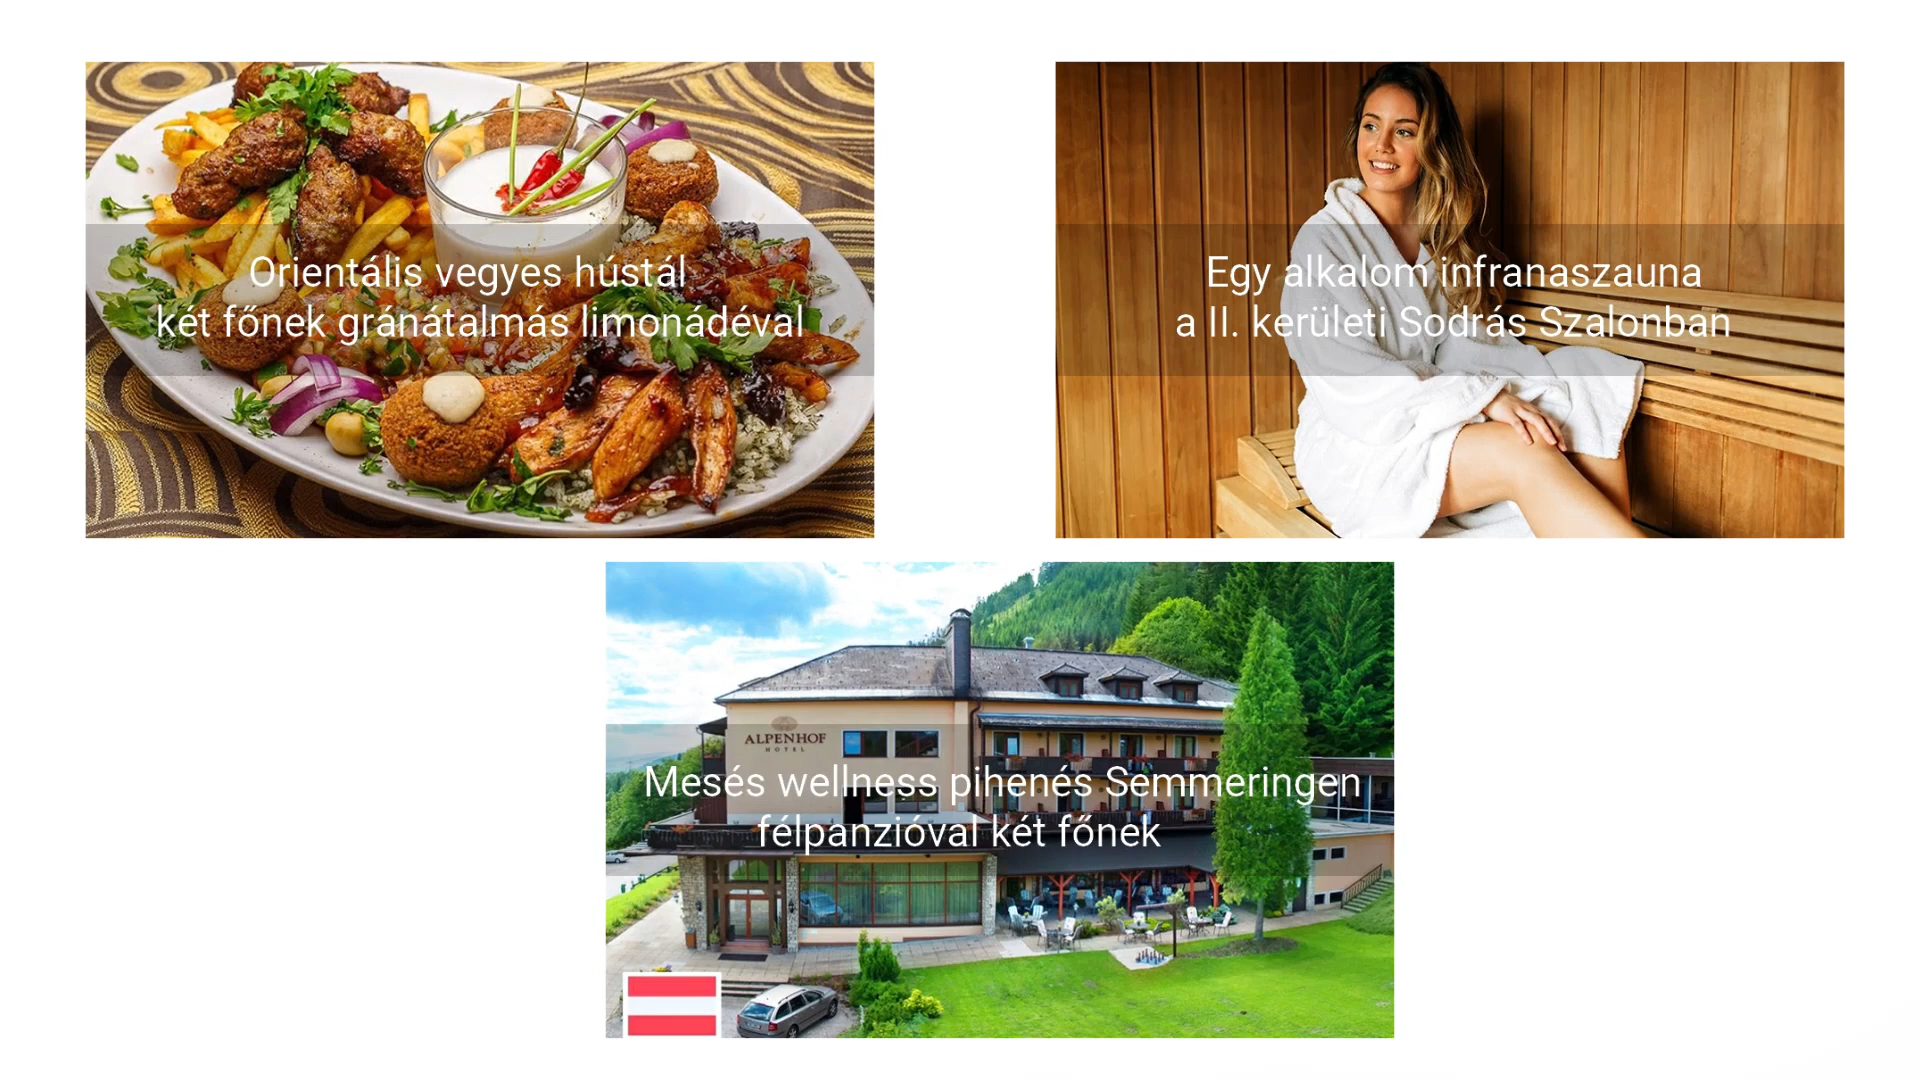 Orientális vegyes hústál
két főnek gránátalmás limonádéval
Egy alkalom infranaszauna
a II. kerületi Sodrás Szalonban
ALPENHOF
HOTEL
Mesés wellness pihenés Semmeringen
félpanzióval két főnek